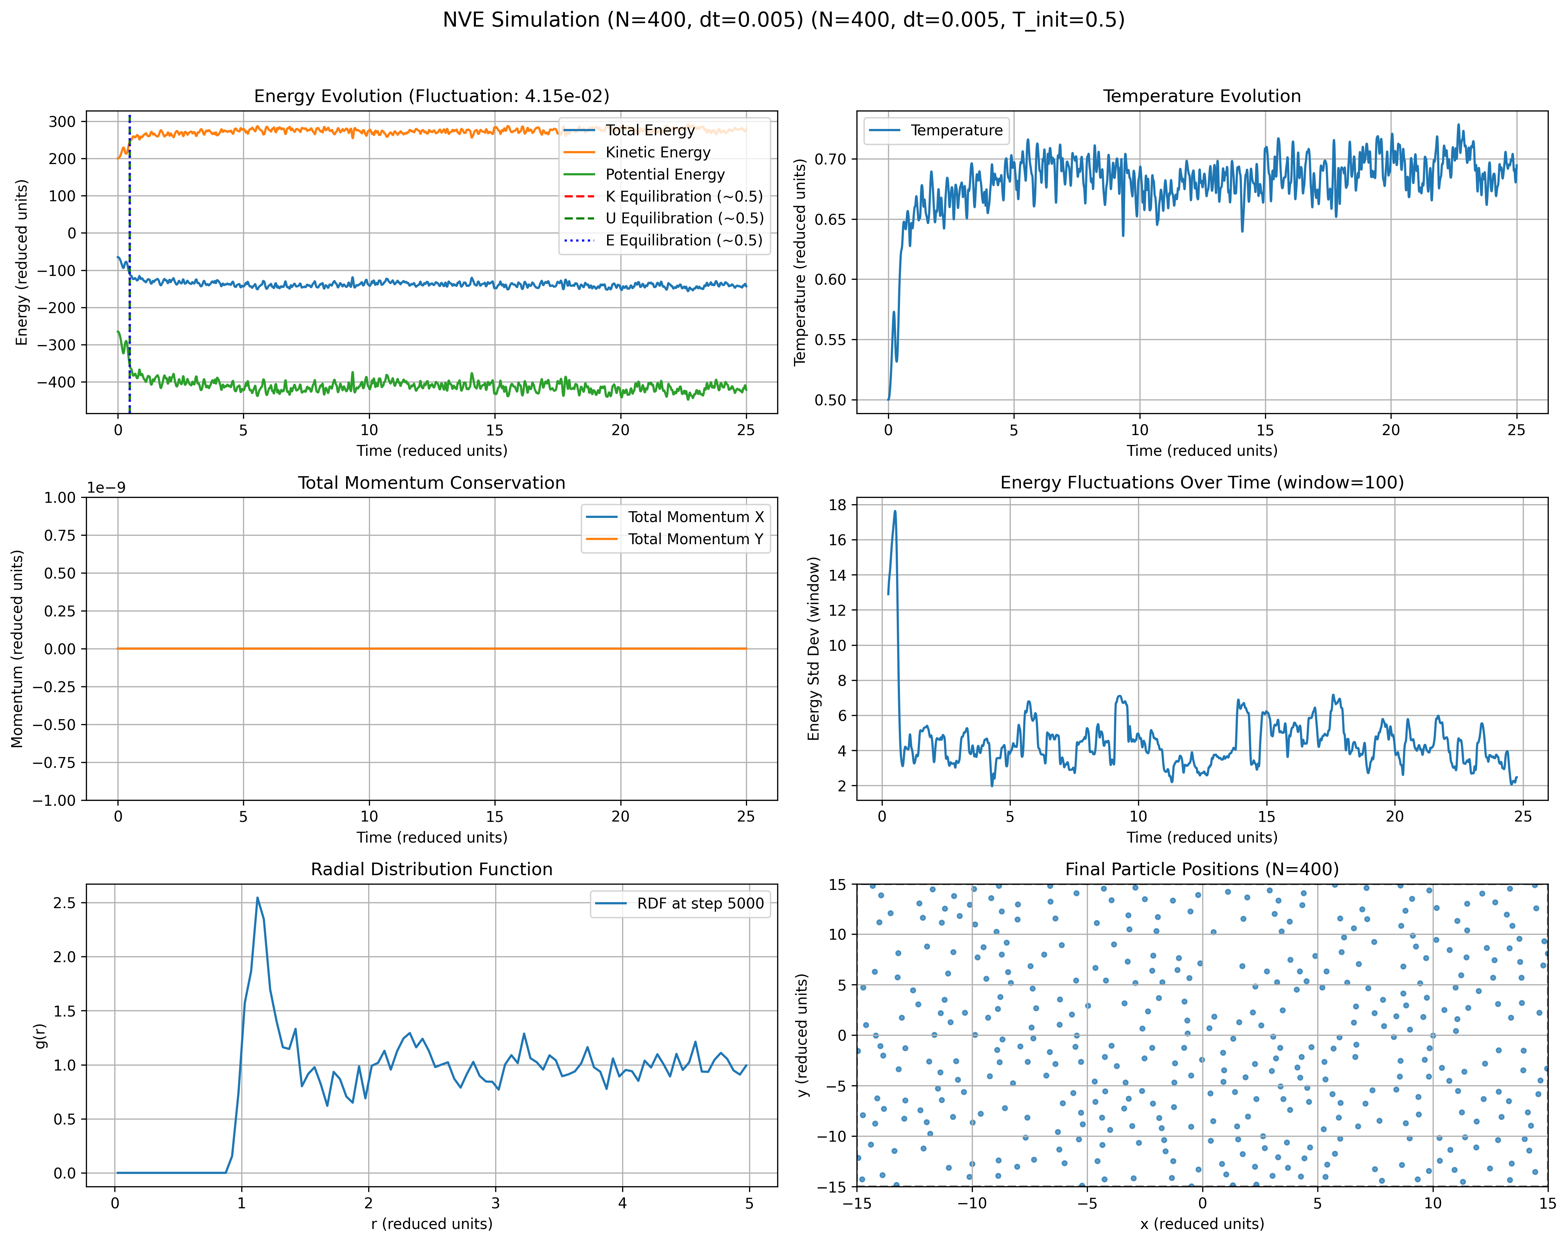 NVE Simulation (N=400, dt=0.005) (N=400, dt=0.005, T_init=0.5)
Energy Evolution (Fluctuation: 4.15e-02)
300
200
100
0
−100
−200
−300
−400
Energy (reduced units)
Total Energy
Kinetic Energy
Potential Energy
K Equilibration (~0.5)
U Equilibration (~0.5)
E Equilibration (~0.5)
0 5 10 15 20 25
Time (reduced units)
Temperature Evolution
Temperature
0.70
0.65
0.60
0.55
0.50
Temperature (reduced units)
0 5 10 15 20 25
Time (reduced units)
Total Momentum Conservation
1e−9
1.00
0.75
0.50
0.25
0.00
−0.25
−0.50
−0.75
−1.00
Momentum (reduced units)
Total Momentum X
Total Momentum Y
0 5 10 15 20 25
Time (reduced units)
Energy Fluctuations Over Time (window=100)
18
16
14
12
10
8
6
4
2
Energy Std Dev (window)
0 5 10 15 20 25
Time (reduced units)
Radial Distribution Function
2.5
2.0
1.5
1.0
0.5
0.0
g(r)
RDF at step 5000
0 1 2 3 4 5
r (reduced units)
Final Particle Positions (N=400)
15
10
5
0
−5
−10
−15
y (reduced units)
−15 −10 −5 0 5 10 15
x (reduced units)